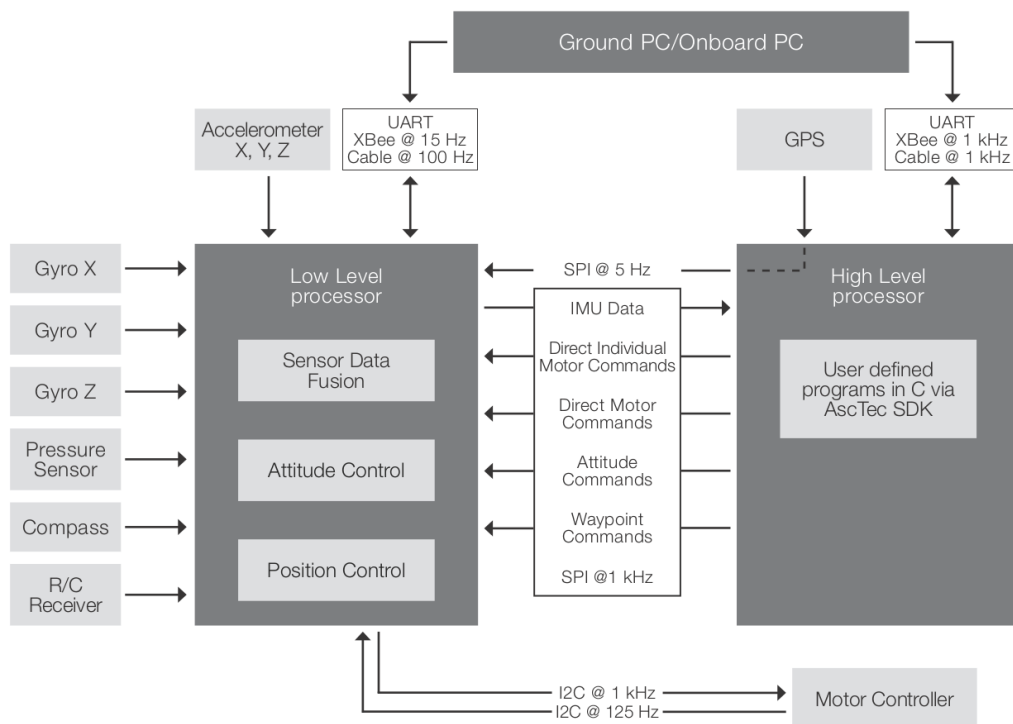 Ground PC/Onboard PC
Accelerometer
X, Y, Z
UART
XBee @ 15 Hz
Cable @ 100 Hz
GPS
UART
XBee @ 1 kHz
Cable @ 1 kHz
Gyro X
Gyro Y
Gyro Z
Pressure
Sensor
Compass
R/C
Receiver
Low Level
processor
Sensor Data
Fusion
Attitude Control
Position Control
SPI @ 5 Hz
IMU Data
Direct Individual
Motor Commands
Direct Motor
Commands
Attitude
Commands
Waypoint
Commands
SPI @1 kHz
High Level
processor
User defined
programs in C via
AscTec SDK
I2C @ 1 kHz
I2C @ 125 Hz
Motor Controller